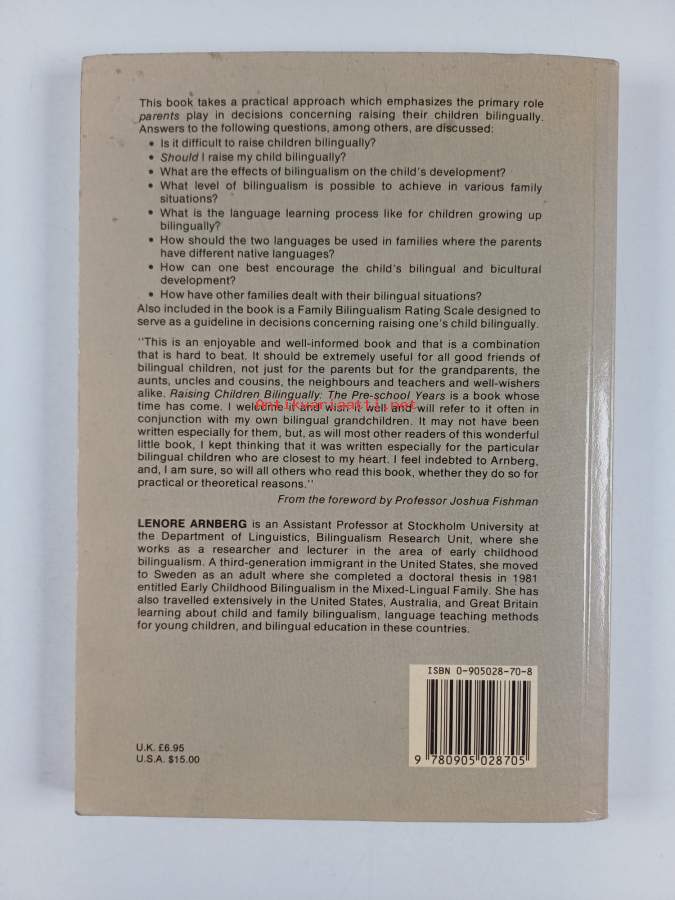 This book takes a practical approach which emphasizes the primary role
parents play in decisions concerning raising their children bilingually.
Answers to the following questions, among others, are discussed:
• Is it difficult to raise children bilingually?
• Should I raise my child bilingually?
• What are the effects of bilingualism on the child's development?
• What level of bilingualism is possible to achieve in various family
situations?
• What is the language learning process like for children growing up
bilingually?
• How should the two languages be used in families where the parents
have different native languages?
• How can one best encourage the child's bilingual and bicultural
development?
• How have other families dealt with their bilingual situations?
Also included in the book is a Family Bilingualism Rating Scale designed to
serve as a guideline in decisions concerning raising one's child bilingually.
''This is an enjoyable and well-informed book and that is a combination
that is hard to beat. It should be extremely useful for all good friends of
bilingual children, not just for the parents but for the grandparents, the
aunts, uncles and cousins, the neighbours and teachers and well-wishers
alike. Raising Children Bilingually: The Pre-school Years is a book whose
time has come. I welcome it and wish it well and will refer to it often in
Antikvariaatti.net
conjunction with my own bilingual grandchildren. It may not have been
written especially for them, but, as will most other readers of this wonderful
little book, I kept thinking that it was written especially for the particular
bilingual children who are closest to my heart. I feel indebted to Arnberg,
and, I am sure, so will all others who read this book, whether they do so for
practical or theoretical reasons.''
From the foreword by Professor Joshua Fishman
LENORE ARNBERG is an Assistant Professor at Stockholm University at
the Department of Linguistics, Bilingualism Research Unit, where she
works as a researcher and lecturer in the area of early childhood
bilingualism. A third-generation immigrant in the United States, she moved
to Sweden as an adult where she completed a doctoral thesis in 1981
entitled Early Childhood Bilingualism in the Mixed-Lingual Family. She has
also travelled extensively in the United States, Australia, and Great Britain
learning about child and family bilingualism, language teaching methods
for young children, and bilingual education in these countries.
ISBN 0-905028-70-8
9 780905 028705
U.K. £6.95
U.S.A. $15.00